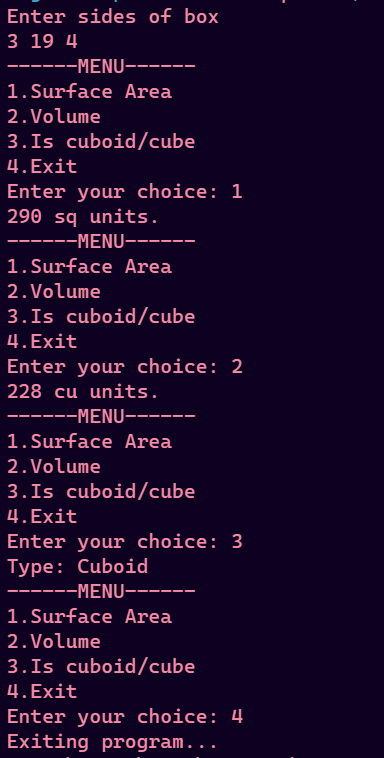 Enter sides of box
3 19 4
------MENU------
1.Surface Area
2.Volume
3.Is cuboid/cube
4.Exit
Enter your choice: 1
290 sq units.
------MENU------
1.Surface Area
2.Volume
3.Is cuboid/cube
4.Exit
Enter your choice: 2
228 cu units.
------MENU------
1.Surface Area
2.Volume
3.Is cuboid/cube
4.Exit
Enter your choice: 3
Type: Cuboid
------MENU------
1.Surface Area
2.Volume
3.Is cuboid/cube
4.Exit
Enter your choice: 4
Exiting program...